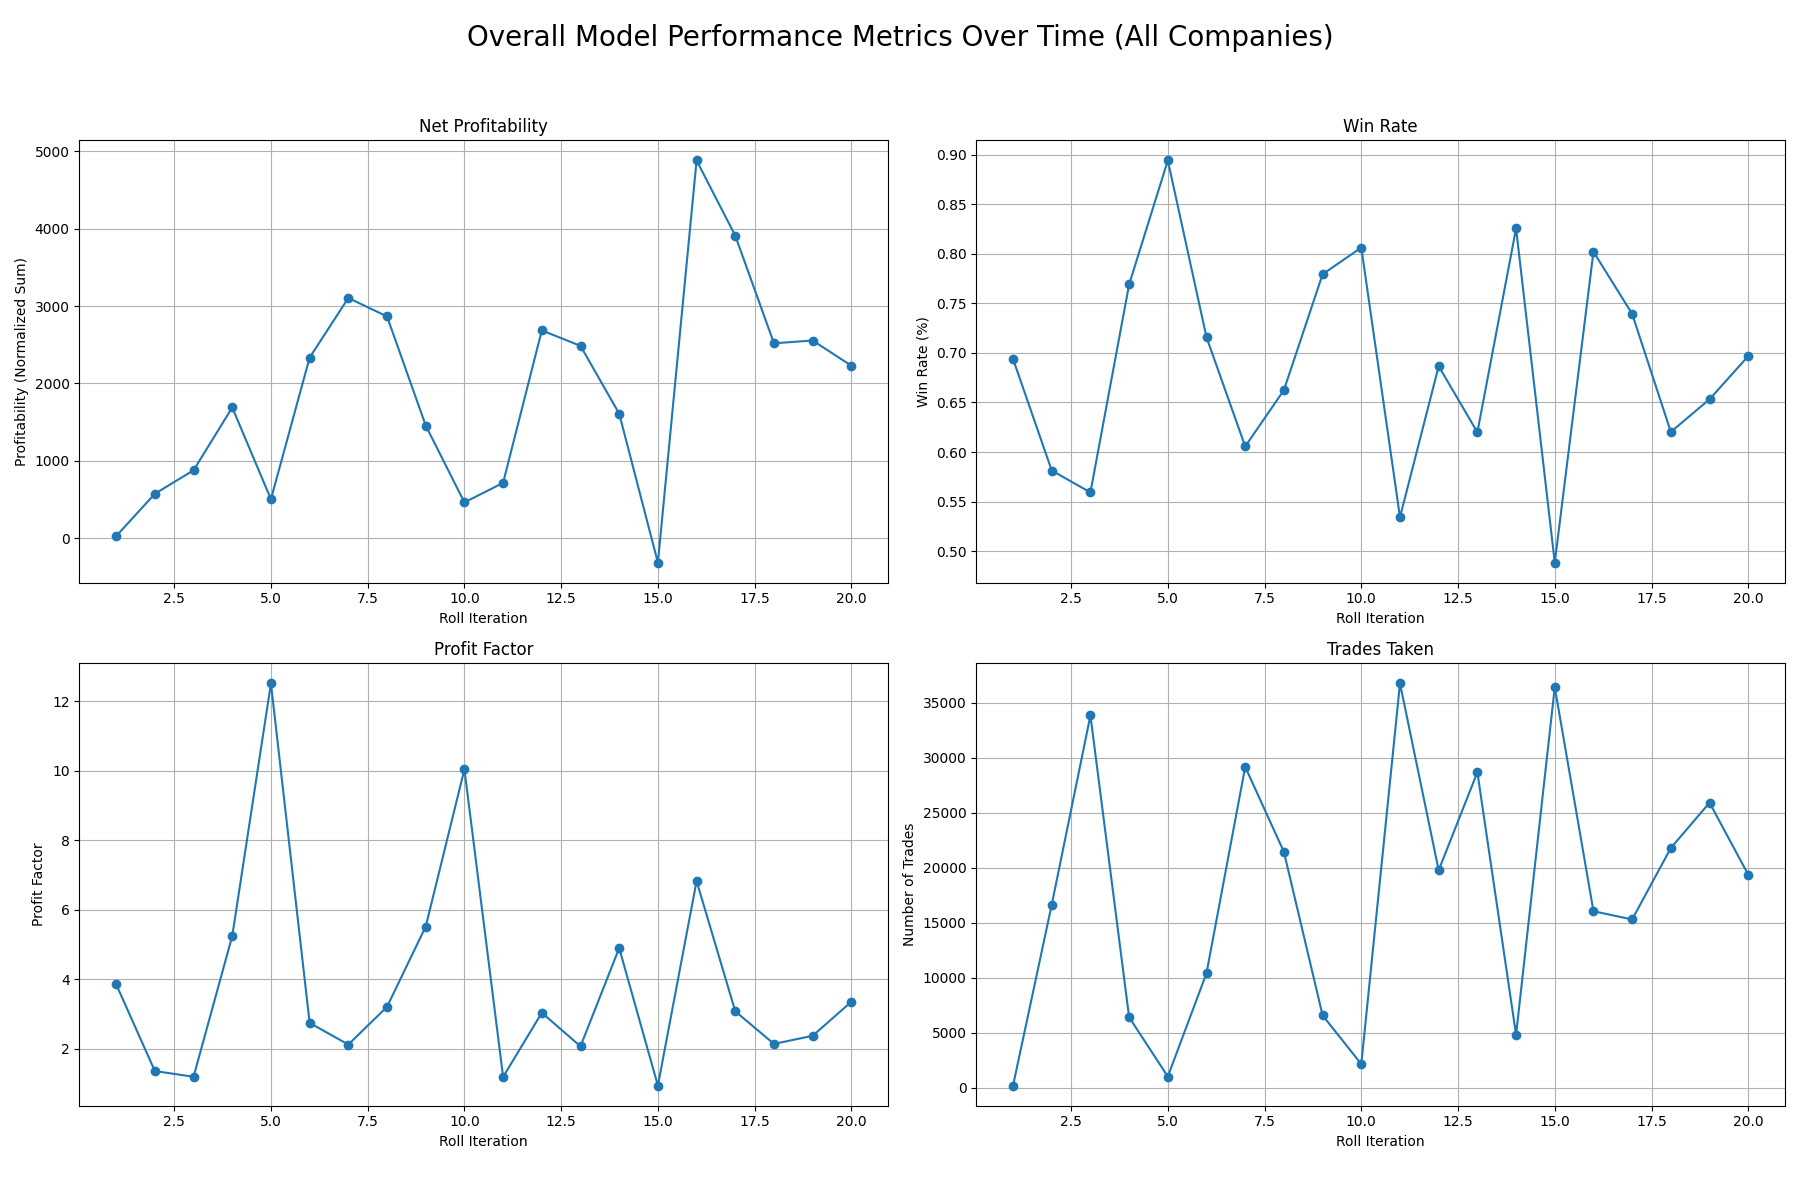 Overall Model Performance Metrics Over Time (All Companies)
Net Profitability
Profitability (Normalized Sum)
5000
4000
3000
2000
1000
0
2.5 5.0 7.5 10.0 12.5 15.0 17.5 20.0
Roll Iteration
Win Rate
Win Rate (%)
0.90
0.85
0.80
0.75
0.70
0.65
0.60
0.55
0.50
2.5 5.0 7.5 10.0 12.5 15.0 17.5 20.0
Roll Iteration
Profit Factor
Profit Factor
12
10
8
6
4
2
2.5 5.0 7.5 10.0 12.5 15.0 17.5 20.0
Roll Iteration
Trades Taken
Number of Trades
35000
30000
25000
20000
15000
10000
5000
0
2.5 5.0 7.5 10.0 12.5 15.0 17.5 20.0
Roll Iteration